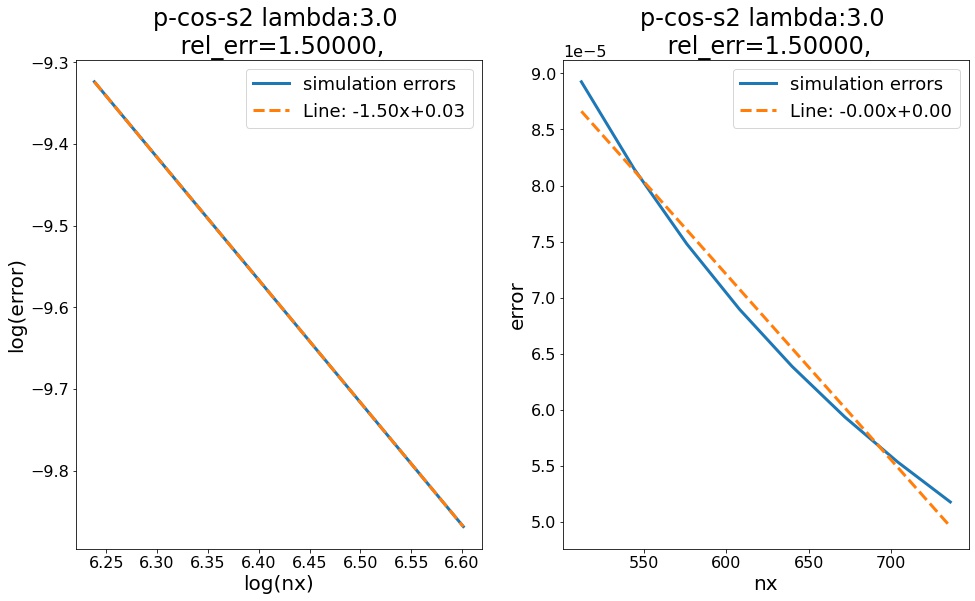 p-cos-s2 lambda:3.0
rel_err=1.50000,
−9.3
−9.4
−9.5
−9.6
−9.7
−9.8
log(error)
simulation errors
Line: -1.50x+0.03
6.25 6.30 6.35 6.40 6.45 6.50 6.55 6.60
log(nx)
p-cos-s2 lambda:3.0
rel_err=1.50000,
1e−5
9.0
8.5
8.0
7.5
7.0
6.5
6.0
5.5
5.0
error
simulation errors
Line: -0.00x+0.00
550 600 650 700
nx